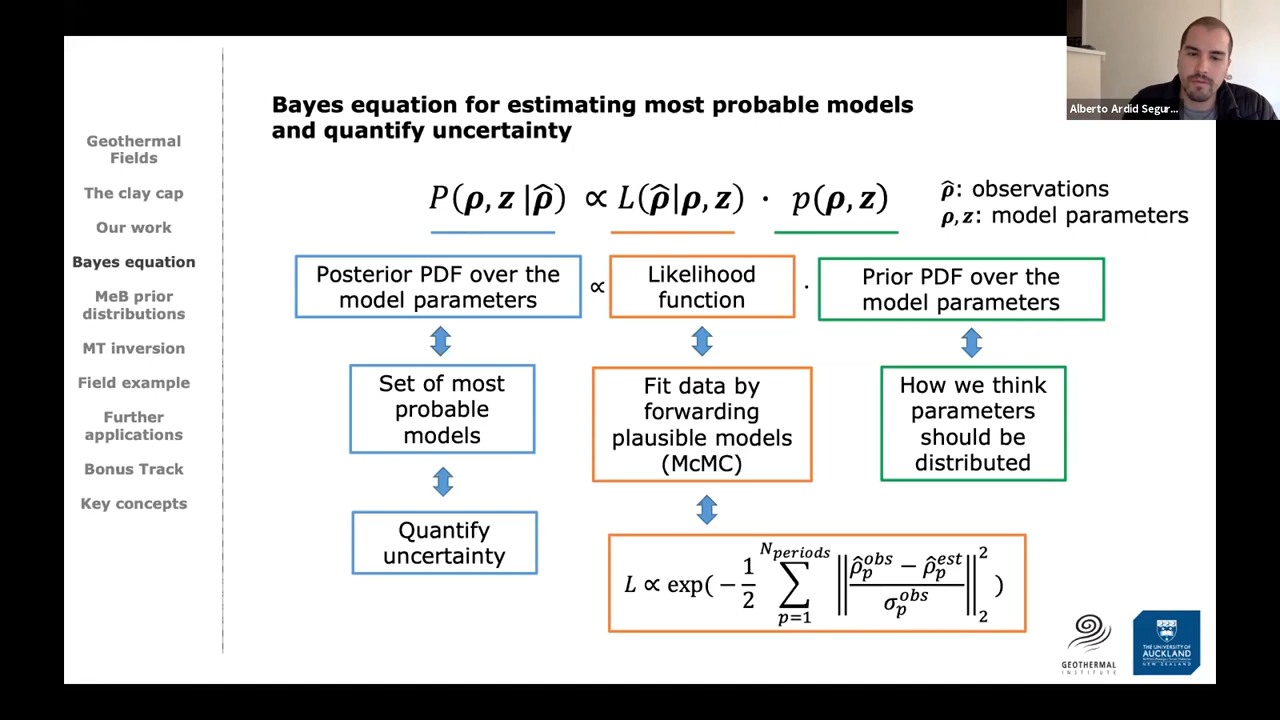 Alberto Ardid Segur...
Bayes equation for estimating most probable models
and quantify uncertainty
Geothermal
Fields
The clay cap
Our work
Bayes equation
MeB prior
distributions
MT inversion
Field example
Further
applications
Bonus Track
Key concepts
P(ρ, z |ρ̂) ∝ L(ρ̂|ρ, z) · p(ρ, z)
ρ̂: observations
ρ, z: model parameters
Posterior PDF over the
model parameters
∝
Likelihood
function
·
Prior PDF over the
model parameters
Set of most
probable
models
Fit data by
forwarding
plausible models
(McMC)
How we think
parameters
should be
distributed
Quantify
uncertainty
L ∝ exp(−1/2 ∑_{p=1}^{N_{periods}} ‖(ρ̂_p^{obs} − ρ̂_p^{est})/σ_p^{obs}‖_2^2)
GEOTHERMAL
INSTITUTE
THE UNIVERSITY OF
AUCKLAND
NEW ZEALAND